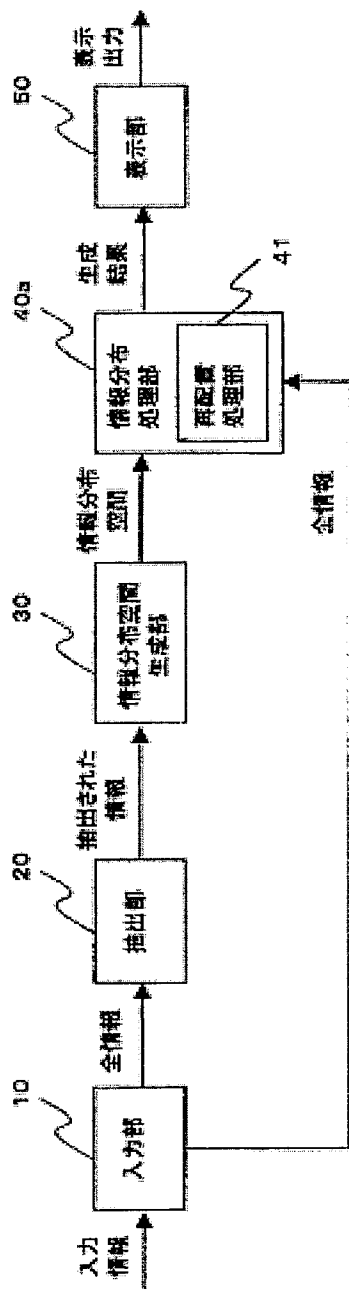 入力
情報
10
入力部
全情報
20
抽出部
抽出された
情報
30
情報分布空間
生成部
情報分布
空間
40a
情報分布
処理部
再配置
処理部
41
生成
結果
50
表示部
表示
出力
全情報